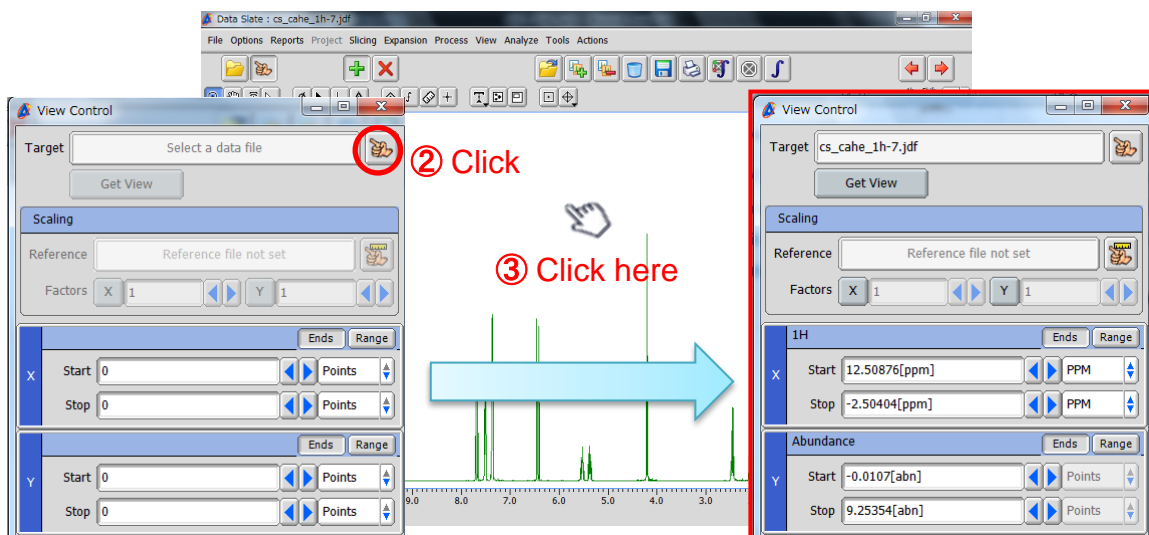 Data Slate : cs_cahe_1h-7.jdf
File Options Reports Project Slicing Expansion Process View Analyze Tools Actions
View Control
Target Select a data file
Get View
Scaling
Reference Reference file not set
Factors X 1 Y 1
Ends Range
X
Start 0 Points
Stop 0 Points
Ends Range
Y
Start 0 Points
Stop 0 Points
② Click
③ Click here
9.0 8.0 7.0 6.0 5.0 4.0 3.0
View Control
Target cs_cahe_1h-7.jdf
Get View
Scaling
Reference Reference file not set
Factors X 1 Y 1
1H Ends Range
X
Start 12.50876[ppm] PPM
Stop -2.50404[ppm] PPM
Abundance Ends Range
Y
Start -0.0107[abn] Points
Stop 9.25354[abn] Points